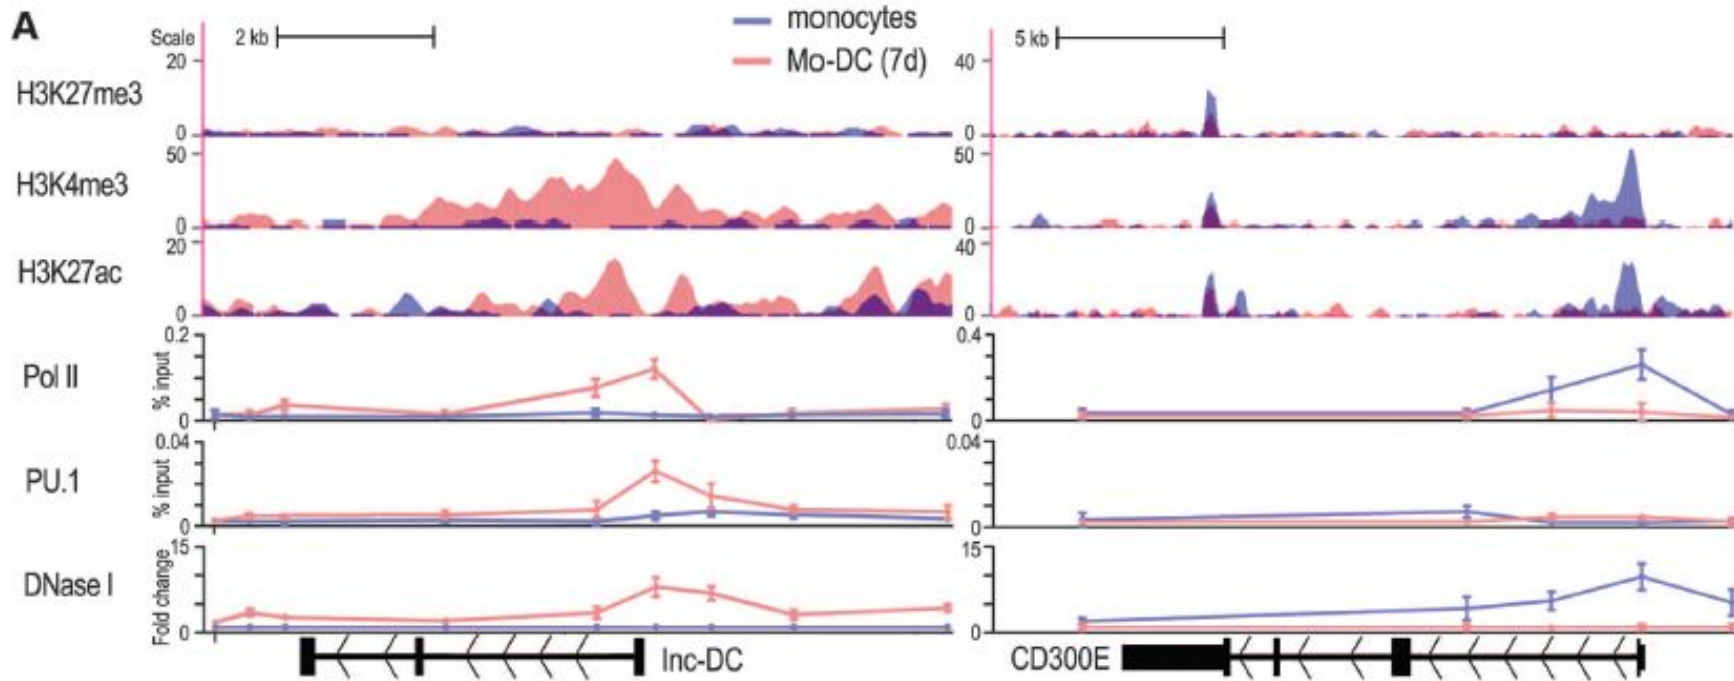 A
monocytes
Mo-DC (7d)
Scale
2 kb
5 kb
H3K27me3
20
0
40
0
H3K4me3
50
0
50
0
H3K27ac
20
0
40
0
Pol II
% input
0.2
0
0.4
0
PU.1
% input
0.04
0
0.04
0
DNase I
Fold change
15
0
15
0
lnc-DC
CD300E